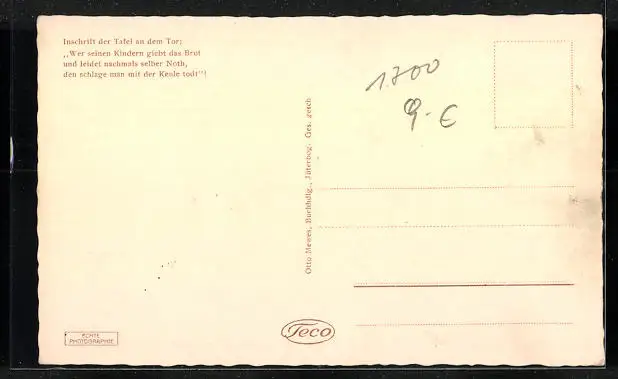 Inschrift der Tafel an dem Tor:
„Wer seinen Kindern giebt das Brot
und leidet nachmals selber Noth,
den schlage man mit der Keule todt"!
1.700
9.- €
Otto Mewes, Buchhdlg., Jüterbog. Ges. gesch
ECHTE
PHOTOGRAPHIE
Teco